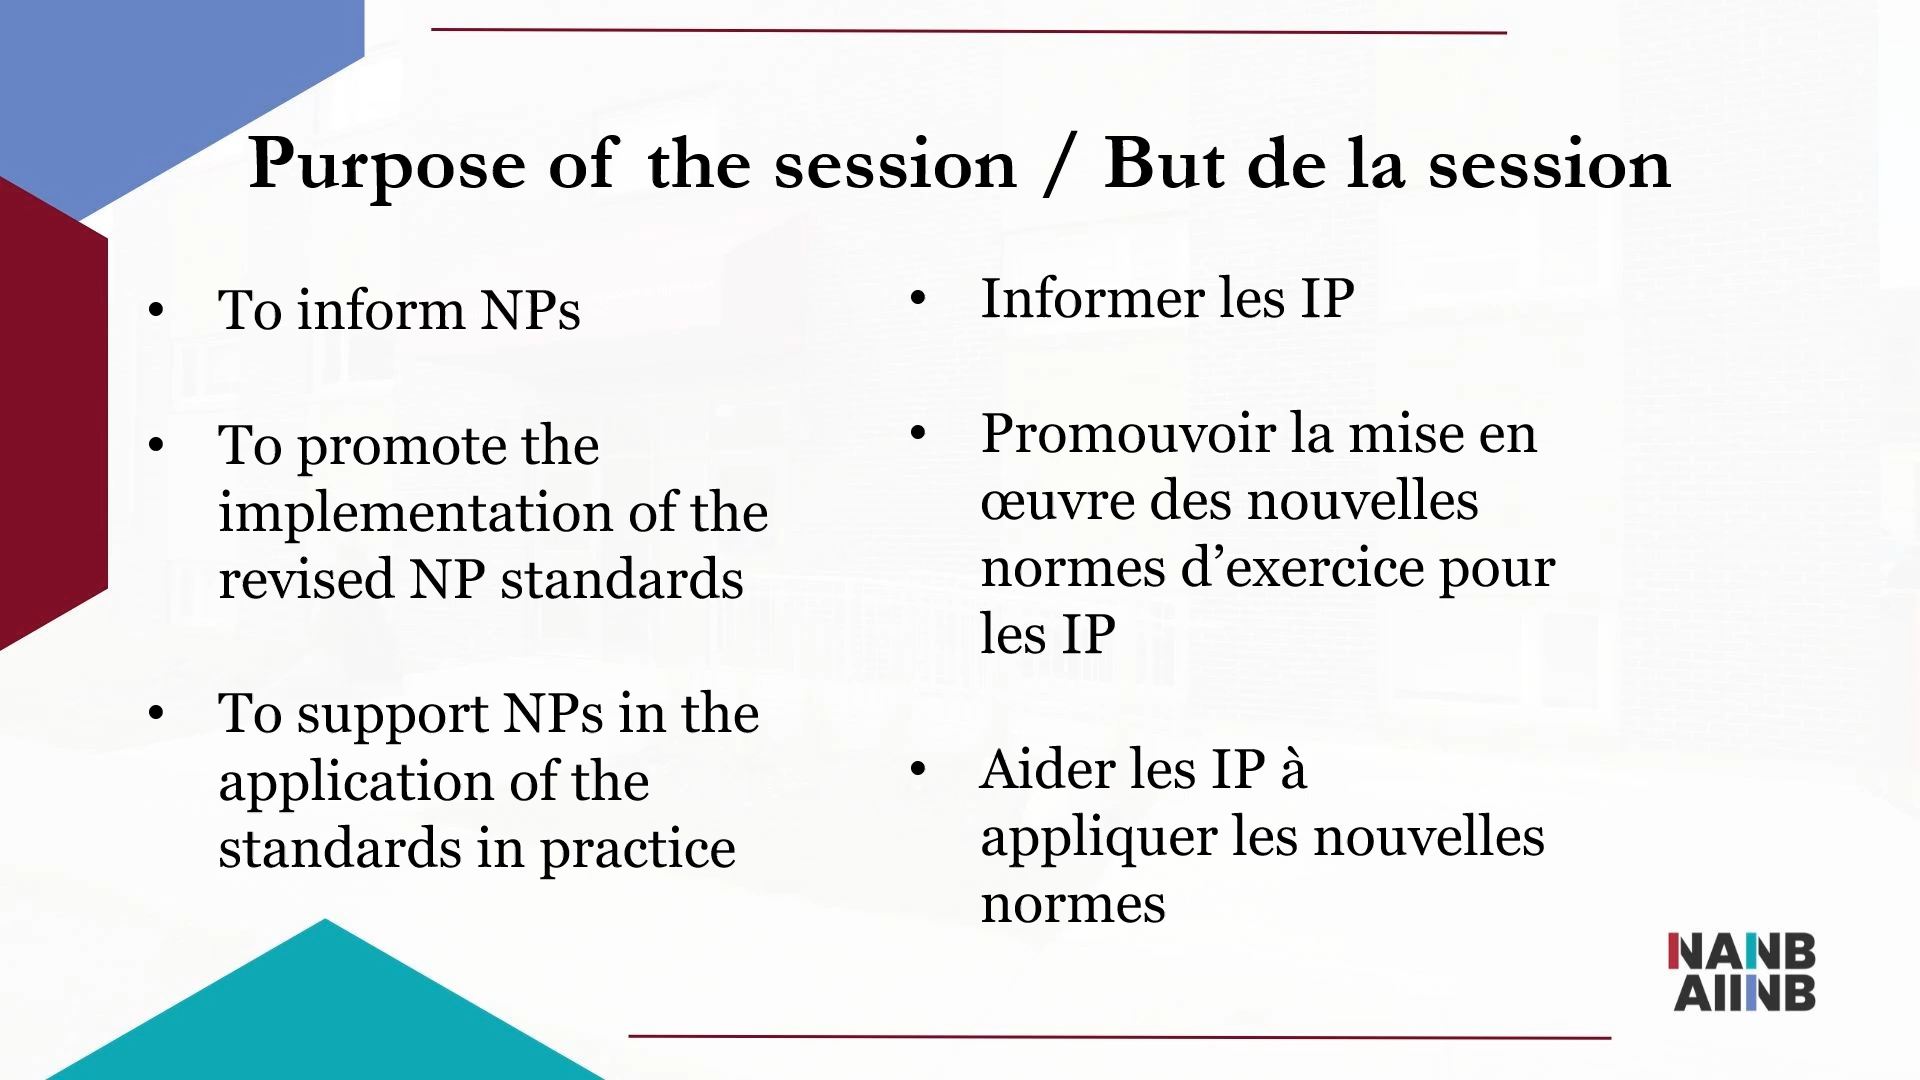 Purpose of the session / But de la session
• To inform NPs
• To promote the
implementation of the
revised NP standards
• To support NPs in the
application of the
standards in practice
• Informer les IP
• Promouvoir la mise en
œuvre des nouvelles
normes d’exercice pour
les IP
• Aider les IP à
appliquer les nouvelles
normes
NANB
AIINB